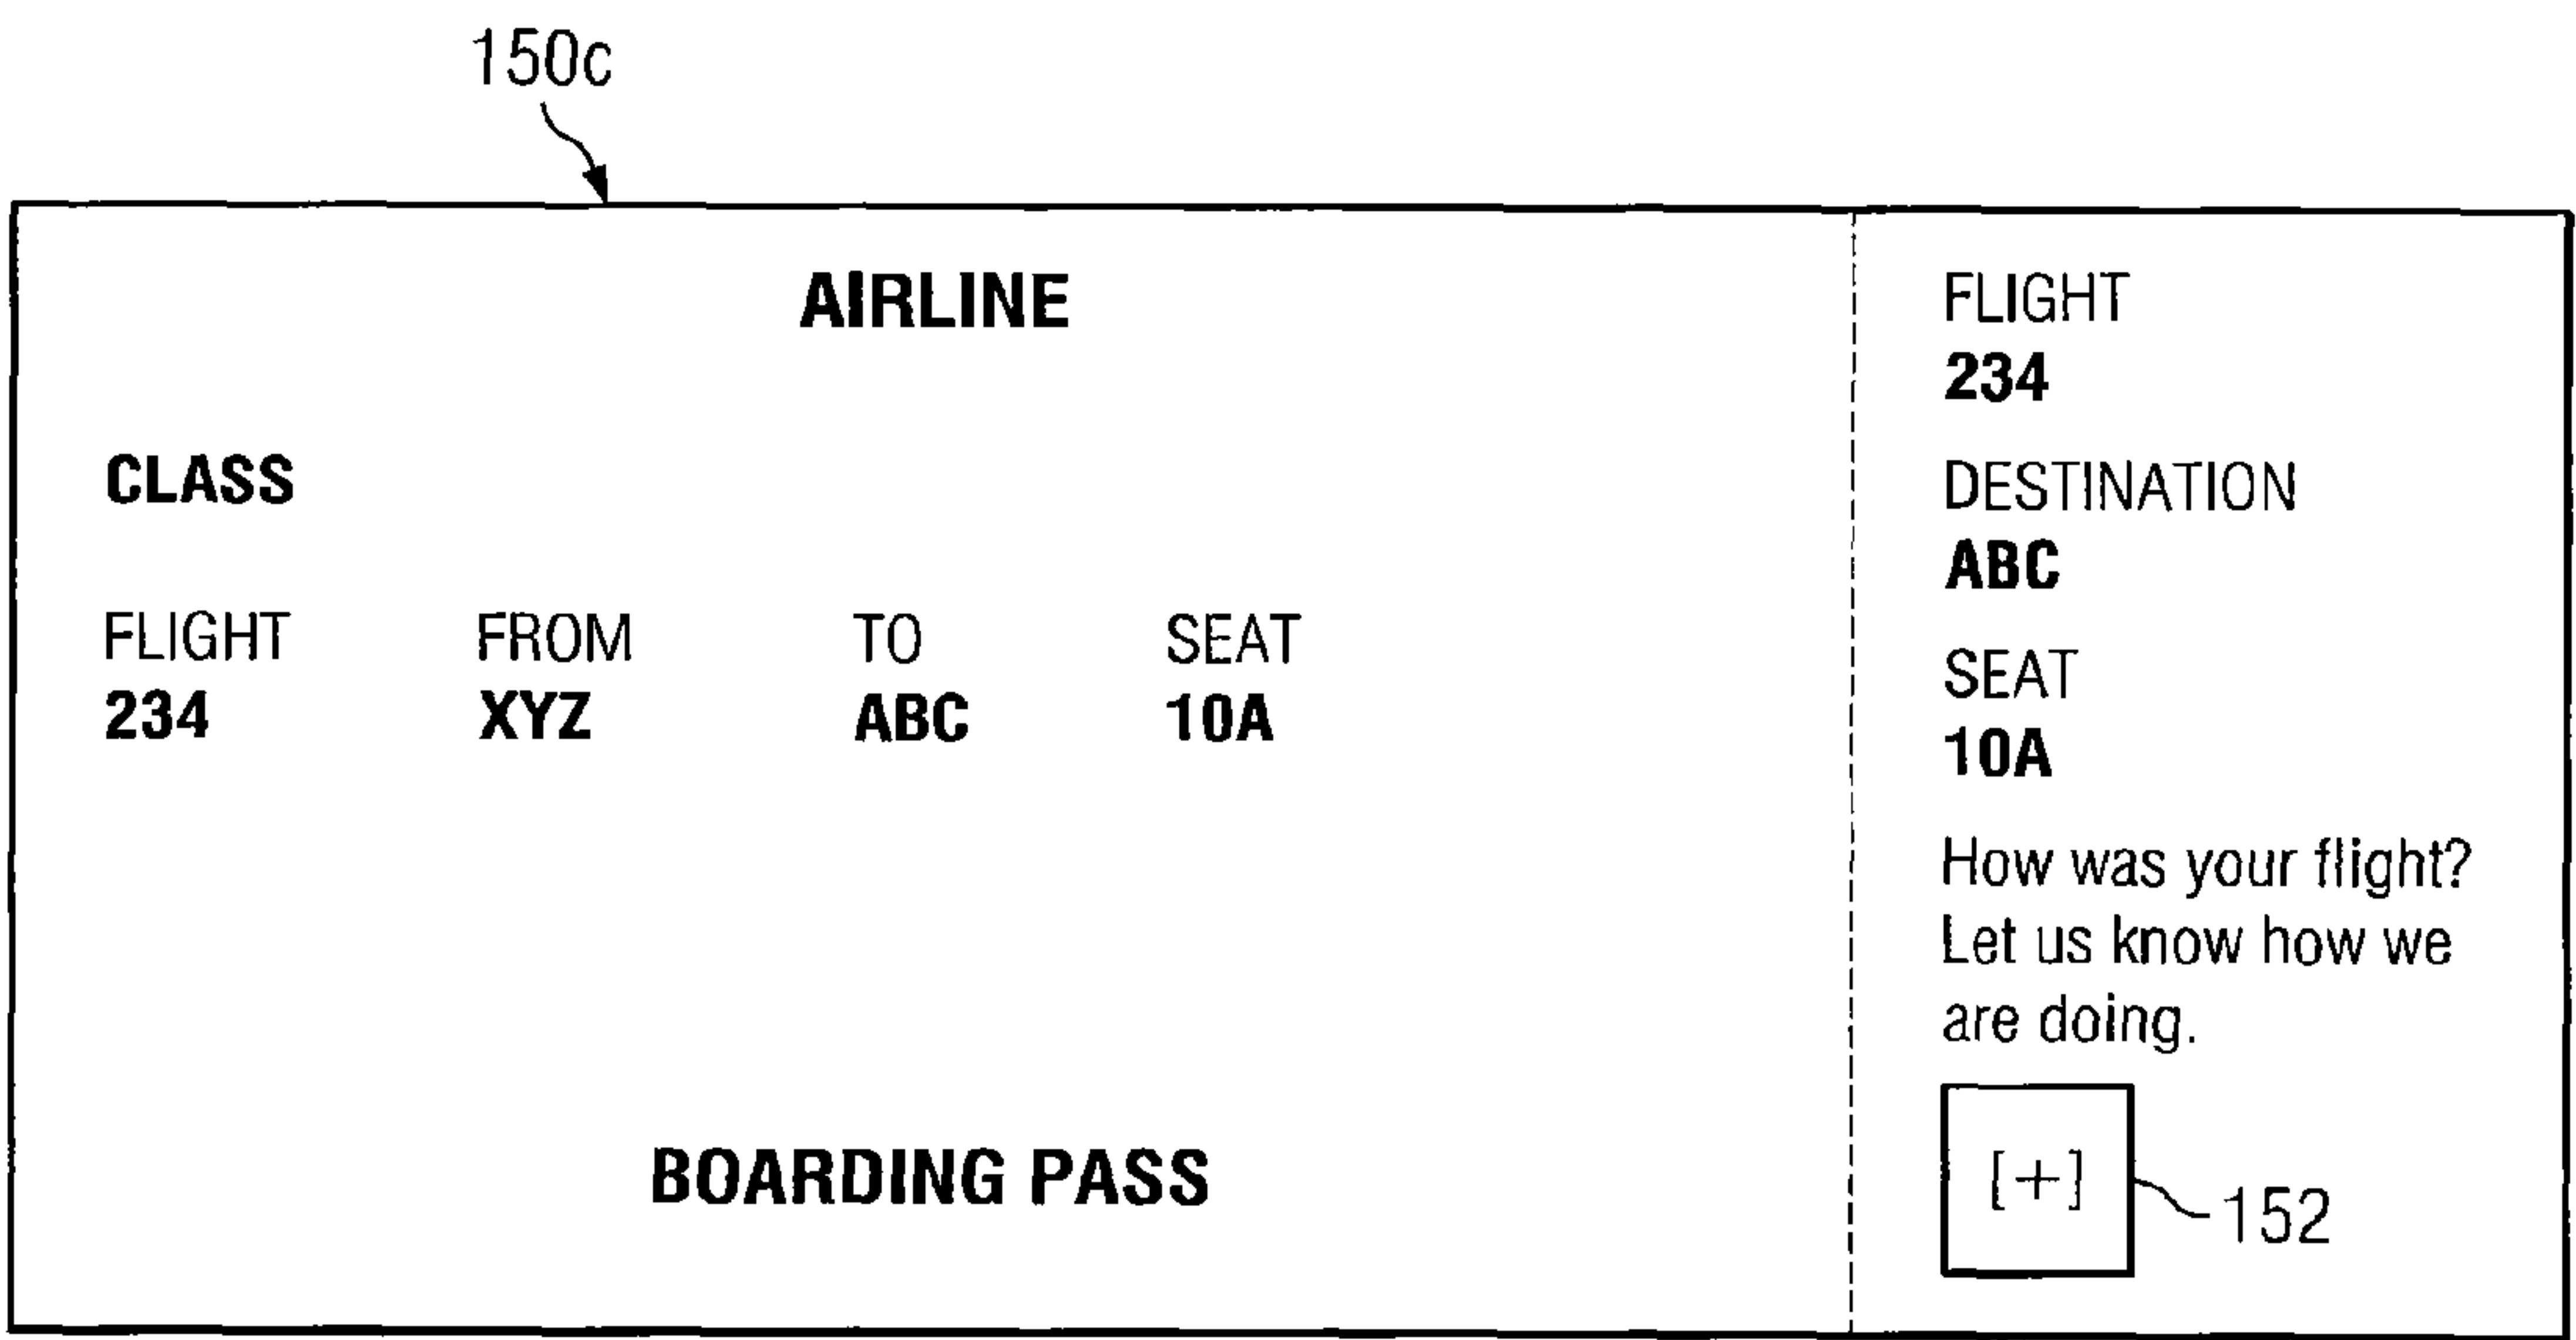 150c
AIRLINE
CLASS
FLIGHT FROM TO SEAT
234 XYZ ABC 10A
BOARDING PASS
FLIGHT
234
DESTINATION
ABC
SEAT
10A
How was your flight?
Let us know how we
are doing.
[+]
152